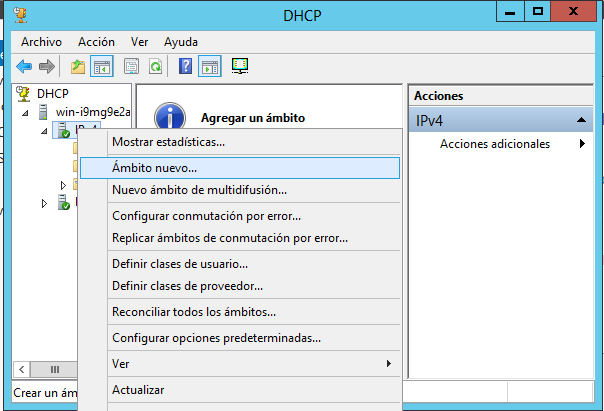 DHCP
Archivo Acción Ver Ayuda
DHCP
win-i9mg9e2a
IPv4
Agregar un ámbito
Acciones
IPv4
Acciones adicionales
Mostrar estadísticas...
Ámbito nuevo...
Nuevo ámbito de multidifusión...
Configurar conmutación por error...
Replicar ámbitos de conmutación por error...
Definir clases de usuario...
Definir clases de proveedor...
Reconciliar todos los ámbitos...
Configurar opciones predeterminadas...
Ver
Actualizar
Crear un ám